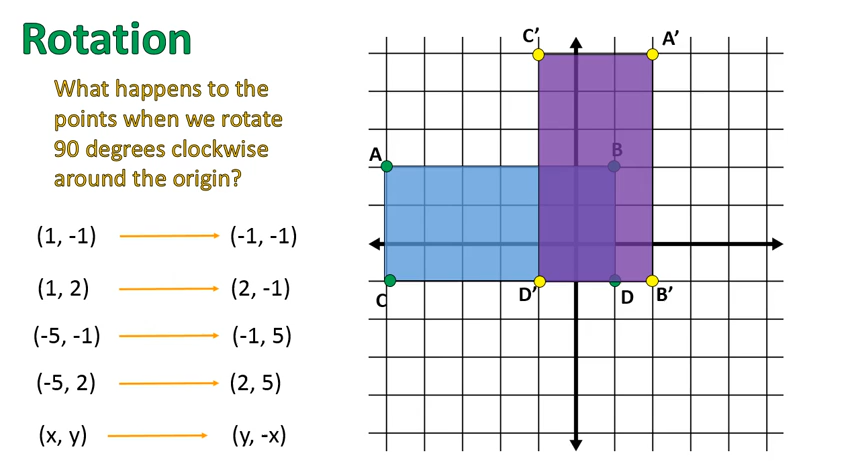 Rotation
What happens to the
points when we rotate
90 degrees clockwise
around the origin?
(1, -1) (-1, -1)
(1, 2) (2, -1)
(-5, -1) (-1, 5)
(-5, 2) (2, 5)
(x, y) (y, -x)
C’ A’
A B
C D’ D B’